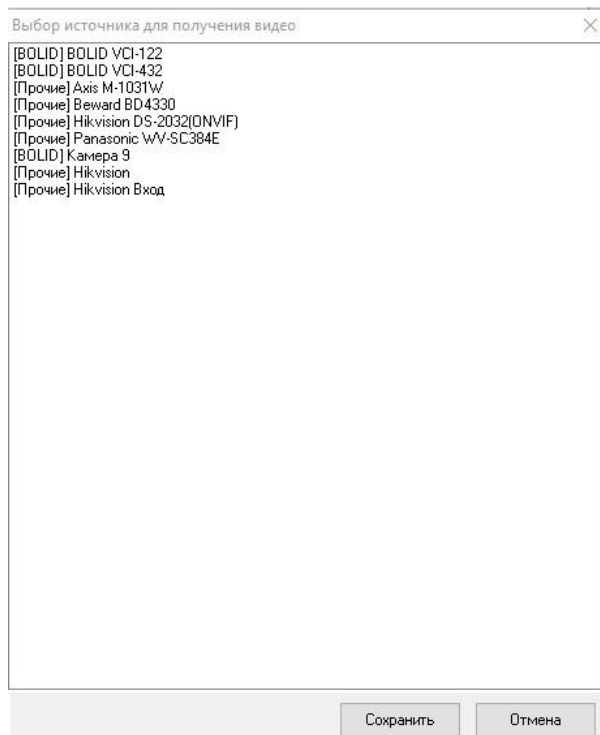 Выбор источника для получения видео
[BOLID] BOLID VCI-122
[BOLID] BOLID VCI-432
[Прочие] Axis M-1031W
[Прочие] Beward BD4330
[Прочие] Hikvision DS-2032(ONVIF)
[Прочие] Panasonic WV-SC384E
[BOLID] Камера 9
[Прочие] Hikvision
[Прочие] Hikvision Вход
Сохранить Отмена